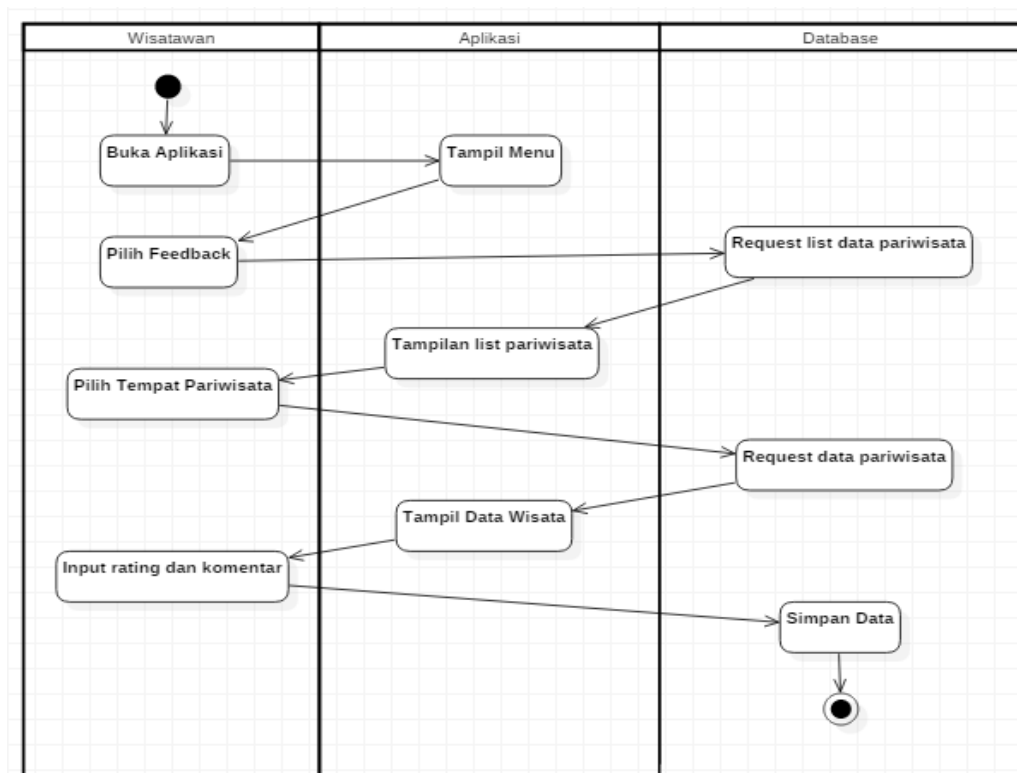 Wisatawan
Aplikasi
Database
Buka Aplikasi
Tampil Menu
Pilih Feedback
Request list data pariwisata
Tampilan list pariwisata
Pilih Tempat Pariwisata
Request data pariwisata
Tampil Data Wisata
Input rating dan komentar
Simpan Data